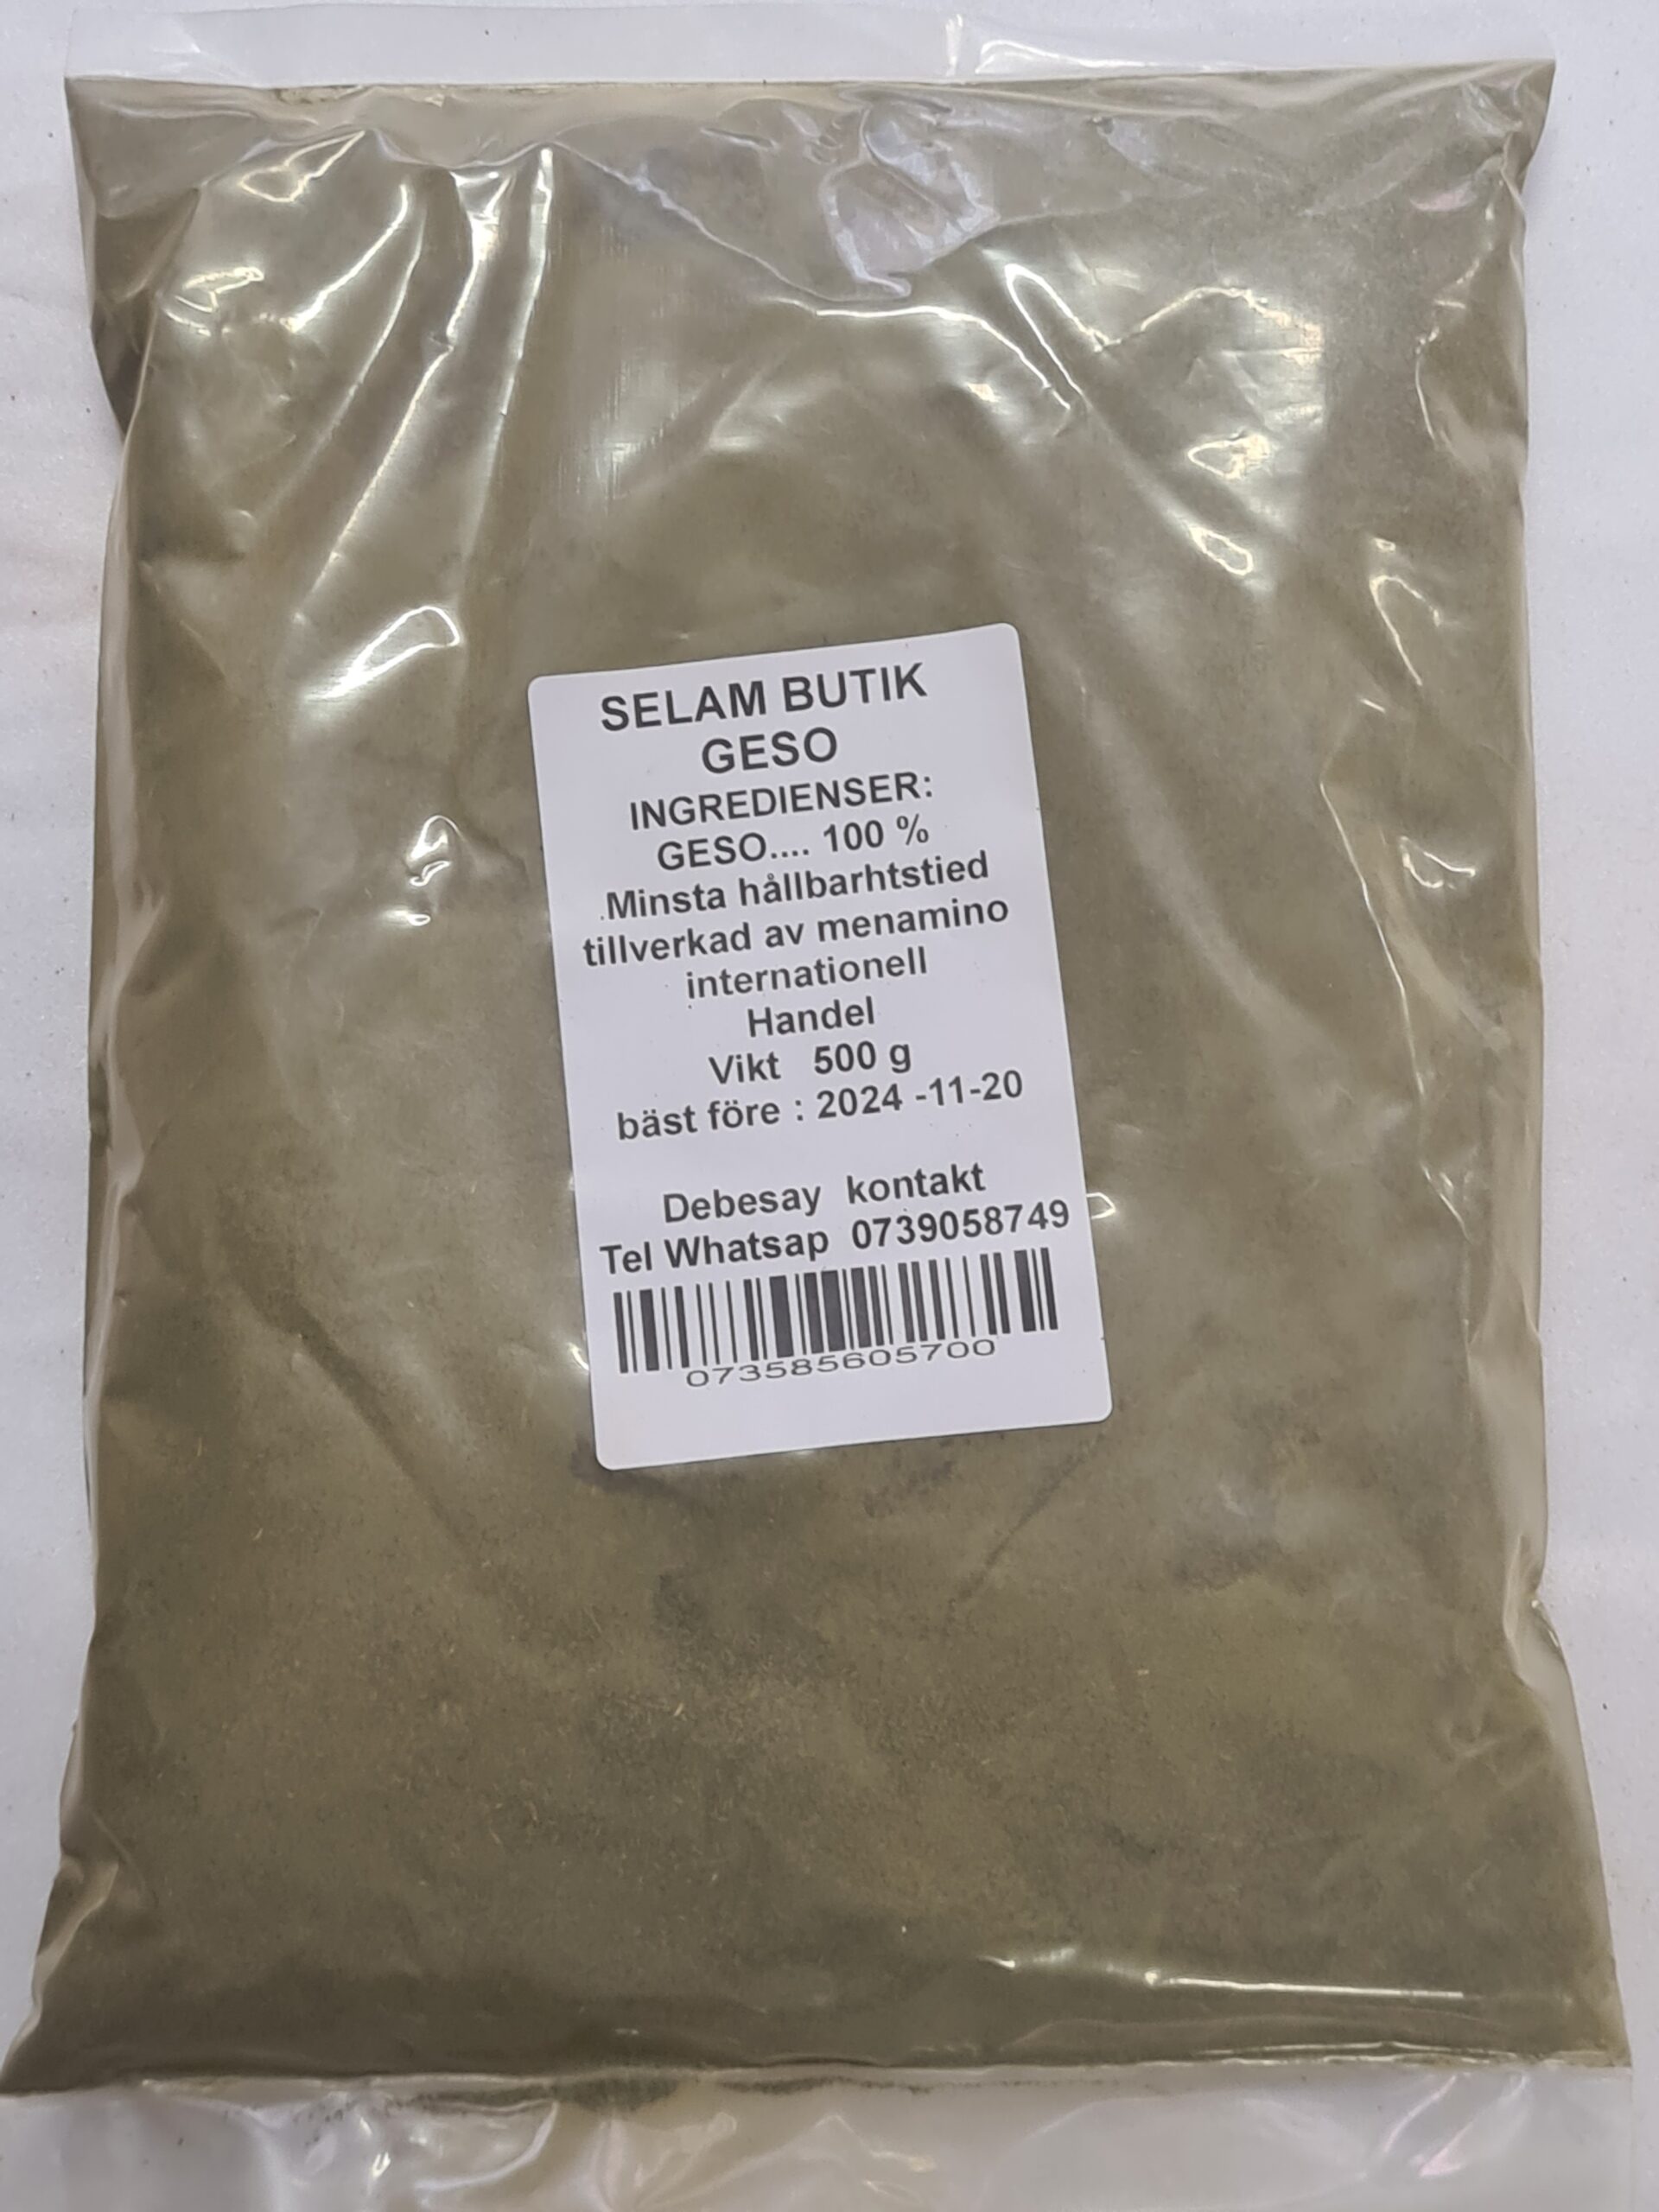 SELAM BUTIK
GESO
INGREDIENSER:
GESO.... 100 %
.Minsta hållbarhtstied
tillverkad av menamino
internationell
Handel
Vikt 500 g
bäst före : 2024 -11-20
Debesay kontakt
Tel Whatsap 0739058749
073585605700